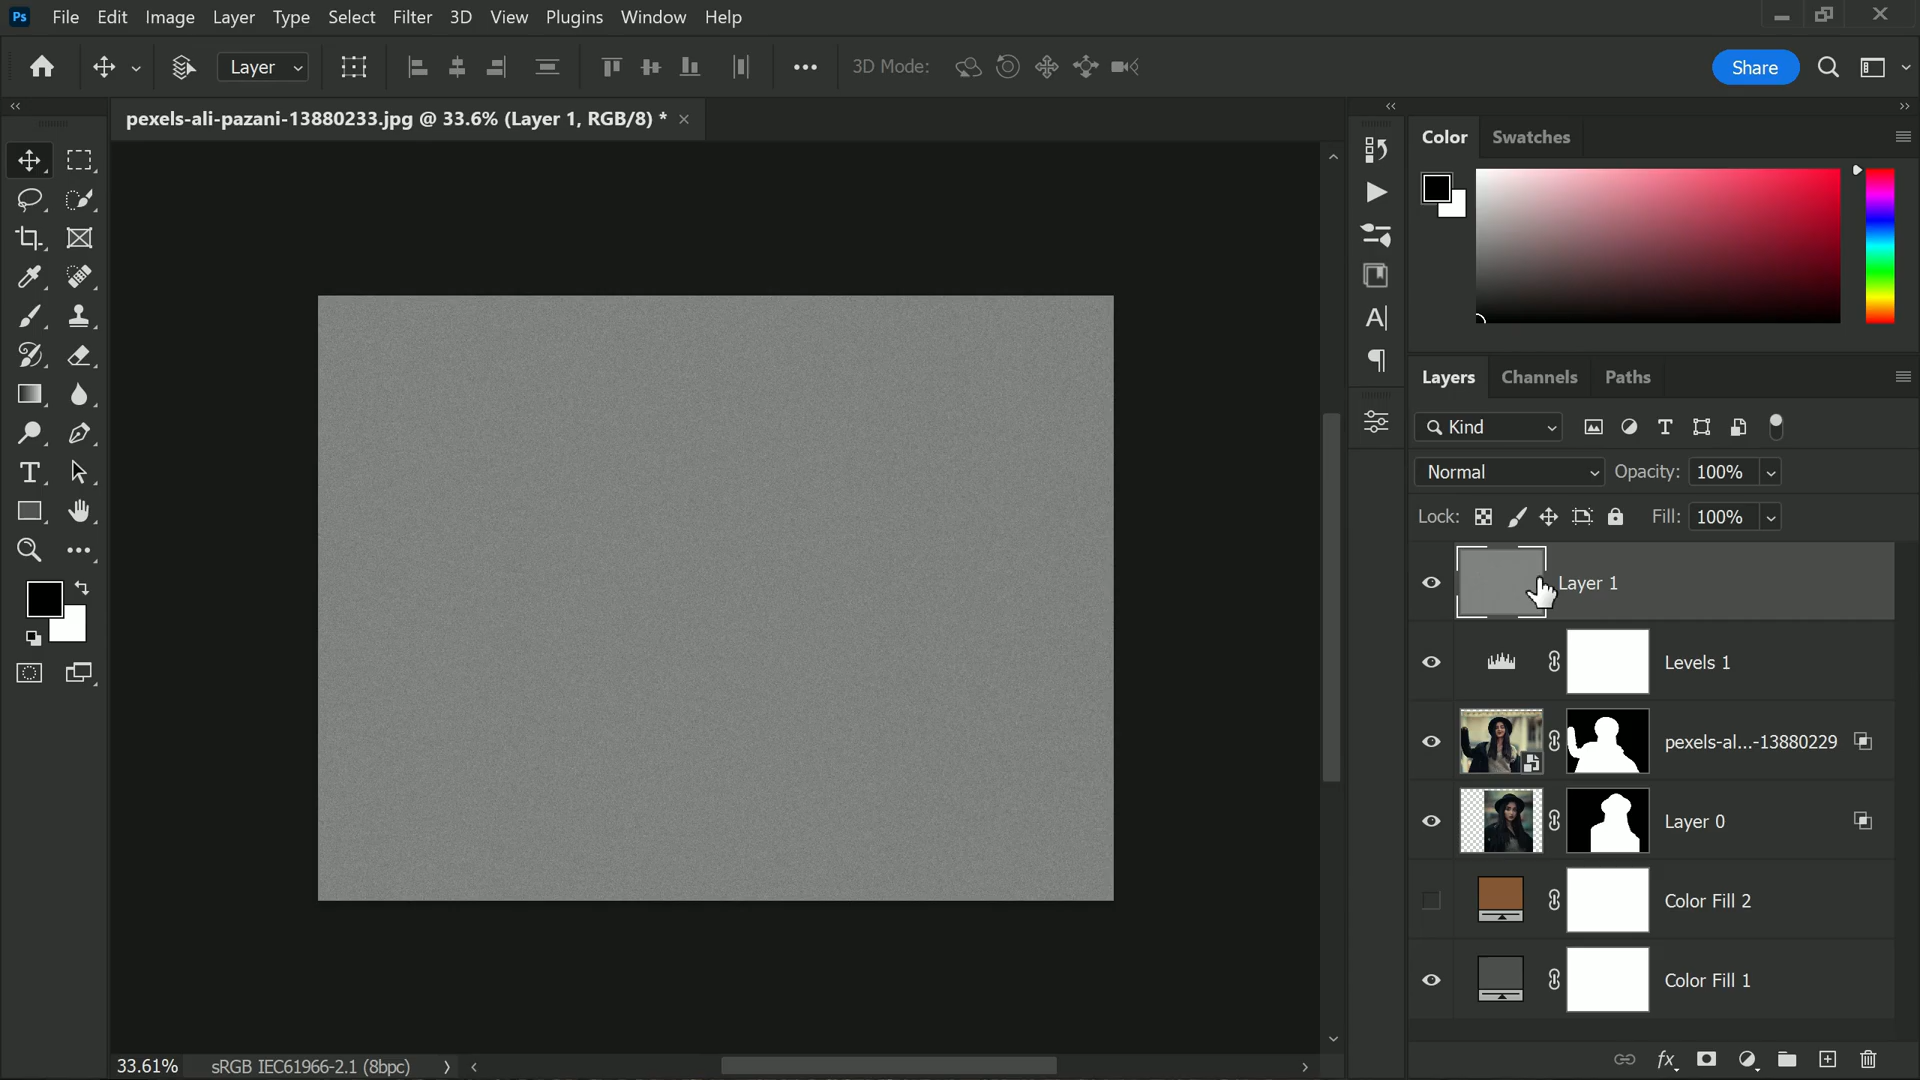 Ps File Edit Image Layer Type Select Filter 3D View Plugins Window Help
Layer 3D Mode: Share
pexels-ali-pazani-13880233.jpg @ 33.6% (Layer 1, RGB/8) *
Color Swatches
Layers Channels Paths
Kind
Normal Opacity: 100%
Lock: Fill: 100%
Layer 1
Levels 1
pexels-al...-13880229
Layer 0
Color Fill 2
Color Fill 1
33.61% sRGB IEC61966-2.1 (8bpc)
fx